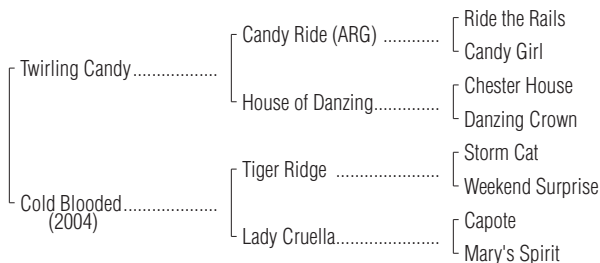 Ride the Rails
Candy Ride (ARG) ............
Candy Girl
Twirling Candy..................
Chester House
House of Danzing..............
Danzing Crown
Storm Cat
Tiger Ridge ................
Weekend Surprise
Cold Blooded....................
(2004)
Capote
Lady Cruella......................
Mary's Spirit